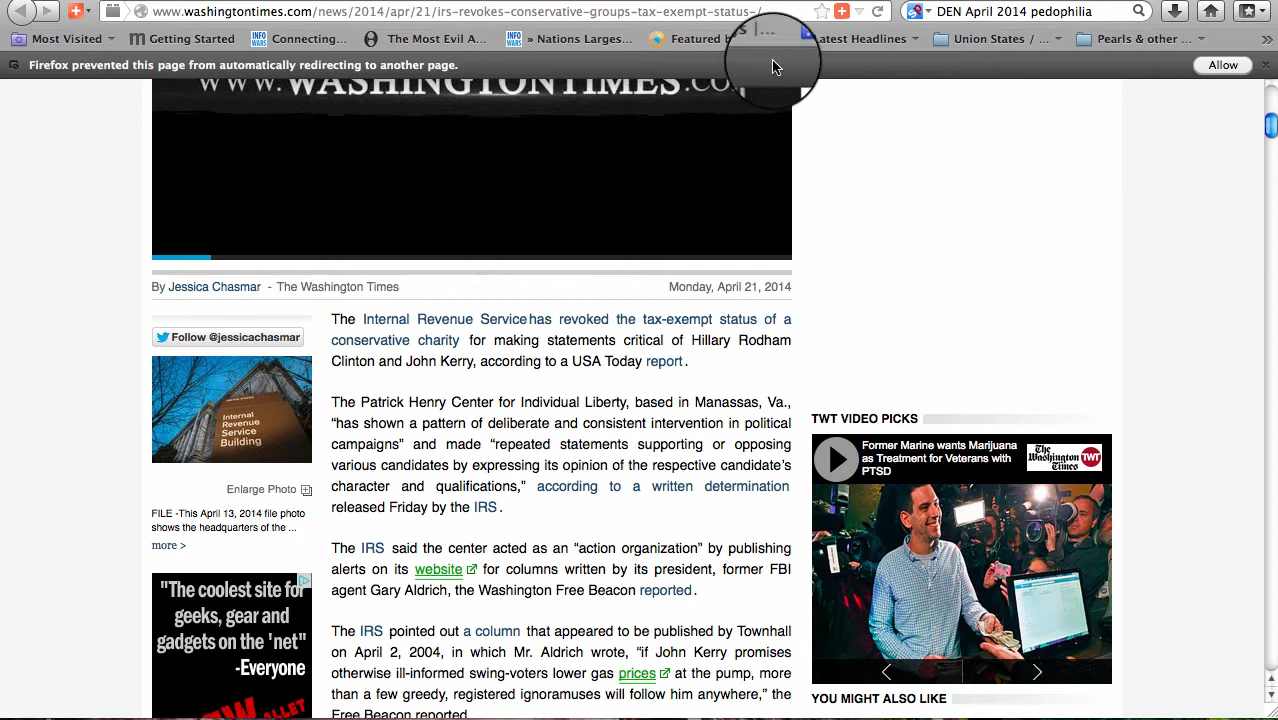 www.washingtontimes.com/news/2014/apr/21/irs-revokes-conservative-groups-tax-exempt-status-/
DEN April 2014 pedophilia
Most Visited
Getting Started
INFO WARS
Connecting...
The Most Evil A...
INFO WARS
» Nations Larges...
Featured by
Latest Headlines
Union States / ...
Pearls & other ...
Firefox prevented this page from automatically redirecting to another page.
Allow
www.WASHINGTONTIMES.co
By Jessica Chasmar - The Washington Times
Monday, April 21, 2014
Follow @jessicachasmar
Internal
Revenue
Service
Building
Enlarge Photo
FILE -This April 13, 2014 file photo
shows the headquarters of the ...
more >
"The coolest site for
geeks, gear and
gadgets on the 'net"
-Everyone
The Internal Revenue Service has revoked the tax-exempt status of a
conservative charity for making statements critical of Hillary Rodham
Clinton and John Kerry, according to a USA Today report.
The Patrick Henry Center for Individual Liberty, based in Manassas, Va.,
“has shown a pattern of deliberate and consistent intervention in political
campaigns” and made “repeated statements supporting or opposing
various candidates by expressing its opinion of the respective candidate’s
character and qualifications,” according to a written determination
released Friday by the IRS.
The IRS said the center acted as an “action organization” by publishing
alerts on its website for columns written by its president, former FBI
agent Gary Aldrich, the Washington Free Beacon reported.
The IRS pointed out a column that appeared to be published by Townhall
on April 2, 2004, in which Mr. Aldrich wrote, “if John Kerry promises
otherwise ill-informed swing-voters lower gas prices at the pump, more
than a few greedy, registered ignoramuses will follow him anywhere,” the
Free Beacon reported.
TWT VIDEO PICKS
Former Marine wants Marijuana
as Treatment for Veterans with
PTSD
The Washington Times
TWT
YOU MIGHT ALSO LIKE